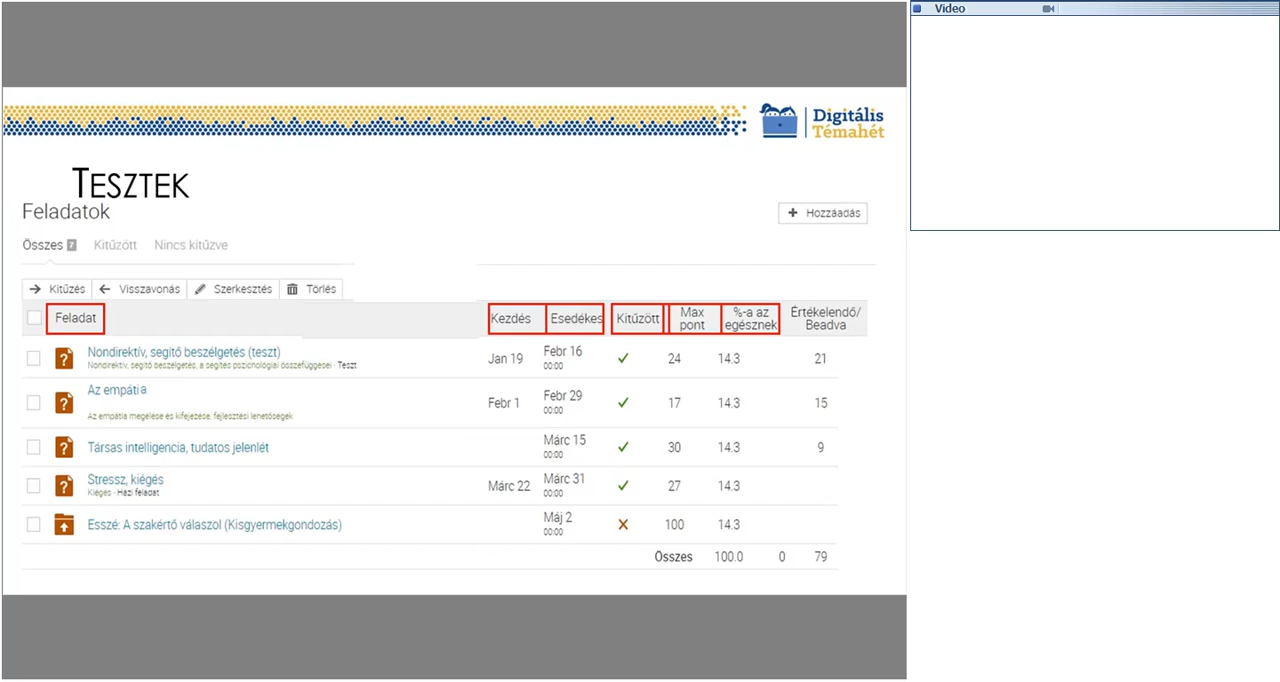 Video
Digitális
Témahét
TESZTEK
Feladatok
Hozzáadás
Összes 7 Kitűzött Nincs kitűzve
Kitűzés Visszavonás Szerkesztés Törlés
Feladat Kezdés Esedékes Kitűzött Max pont %-a az egésznek Értékelendő/ Beadva
Nondirektív, segítő beszélgetés (teszt) Jan 19 Febr 16 00:00 24 14.3 21
Nondirektív, segítő beszélgetés, a segítés pszichológiai összefüggései · Teszt
Az empátia Febr 1 Febr 29 00:00 17 14.3 15
Az empátia megélése és kifejezése, fejlesztési lehetőségek
Társas intelligencia, tudatos jelenlét Márc 15 00:00 30 14.3 9
Stressz, kiégés Márc 22 Márc 31 00:00 27 14.3
Kiégés · Házi feladat
Esszé: A szakértő válaszol (Kisgyermekgondozás) Máj 2 00:00 100 14.3
Összes 100.0 0 79